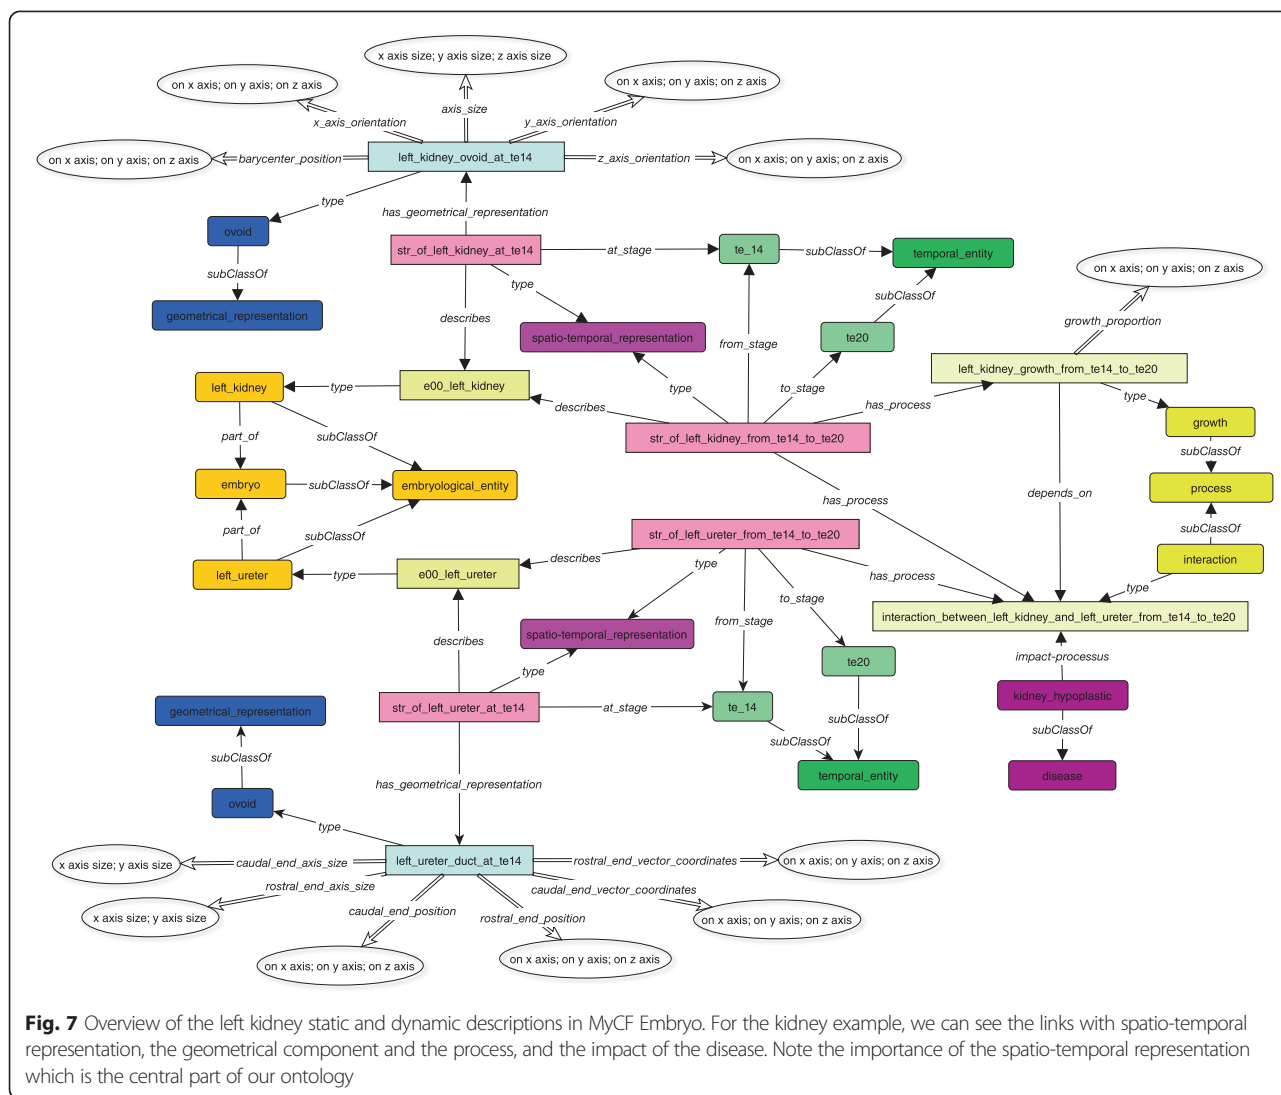 x axis size; y axis size; z axis size
on x axis; on y axis; on z axis
on x axis; on y axis; on z axis
axis_size
x_axis_orientation
y_axis_orientation
on x axis; on y axis; on z axis
barycenter_position
left_kidney_ovoid_at_te14
z_axis_orientation
on x axis; on y axis; on z axis
type
has_geometrical_representation
ovoid
str_of_left_kidney_at_te14
at_stage
te_14
subClassOf
temporal_entity
subClassOf
type
on x axis; on y axis; on z axis
subClassOf
geometrical_representation
describes
spatio-temporal_representation
from_stage
te20
growth_proportion
left_kidney
type
e00_left_kidney
type
to_stage
left_kidney_growth_from_te14_to_te20
describes
has_process
type
growth
part_of
subClassOf
str_of_left_kidney_from_te14_to_te20
subClassOf
embryo
subClassOf
embryological_entity
has_process
depends_on
process
part_of
subClassOf
str_of_left_ureter_from_te14_to_te20
subClassOf
left_ureter
type
e00_left_ureter
describes
type
has_process
interaction
to_stage
type
describes
spatio-temporal_representation
from_stage
interaction_between_left_kidney_and_left_ureter_from_te14_to_te20
type
te20
impact-processus
geometrical_representation
str_of_left_ureter_at_te14
at_stage
te_14
kidney_hypoplastic
subClassOf
subClassOf
subClassOf
subClassOf
has_geometrical_representation
temporal_entity
disease
ovoid
type
x axis size; y axis size
caudal_end_axis_size
left_ureter_duct_at_te14
rostral_end_vector_coordinates
on x axis; on y axis; on z axis
rostral_end_axis_size
caudal_end_vector_coordinates
x axis size; y axis size
caudal_end_position
rostral_end_position
on x axis; on y axis; on z axis
on x axis; on y axis; on z axis
on x axis; on y axis; on z axis
Fig. 7 Overview of the left kidney static and dynamic descriptions in MyCF Embryo. For the kidney example, we can see the links with spatio-temporal
representation, the geometrical component and the process, and the impact of the disease. Note the importance of the spatio-temporal representation
which is the central part of our ontology